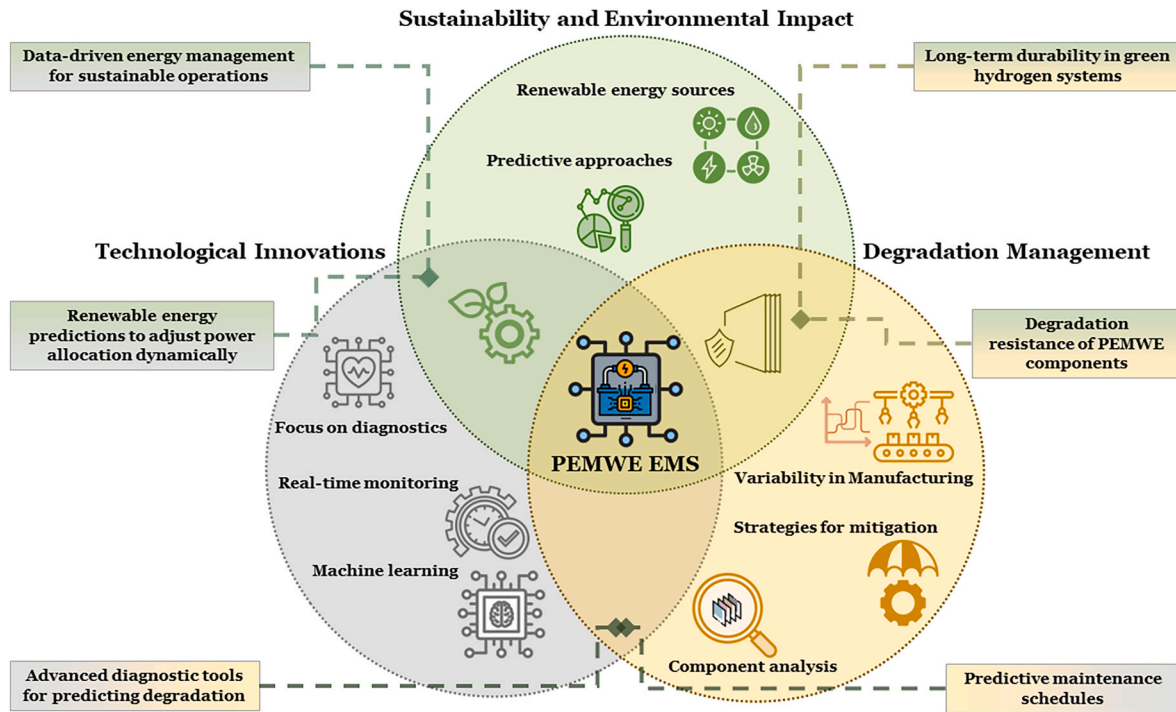 Sustainability and Environmental Impact
Data-driven energy management
for sustainable operations
Long-term durability in green
hydrogen systems
Renewable energy sources
Predictive approaches
Technological Innovations
Degradation Management
Renewable energy
predictions to adjust power
allocation dynamically
Degradation
resistance of PEMWE
components
Focus on diagnostics
PEMWE EMS
Variability in Manufacturing
Real-time monitoring
Strategies for mitigation
Machine learning
Component analysis
Advanced diagnostic tools
for predicting degradation
Predictive maintenance
schedules